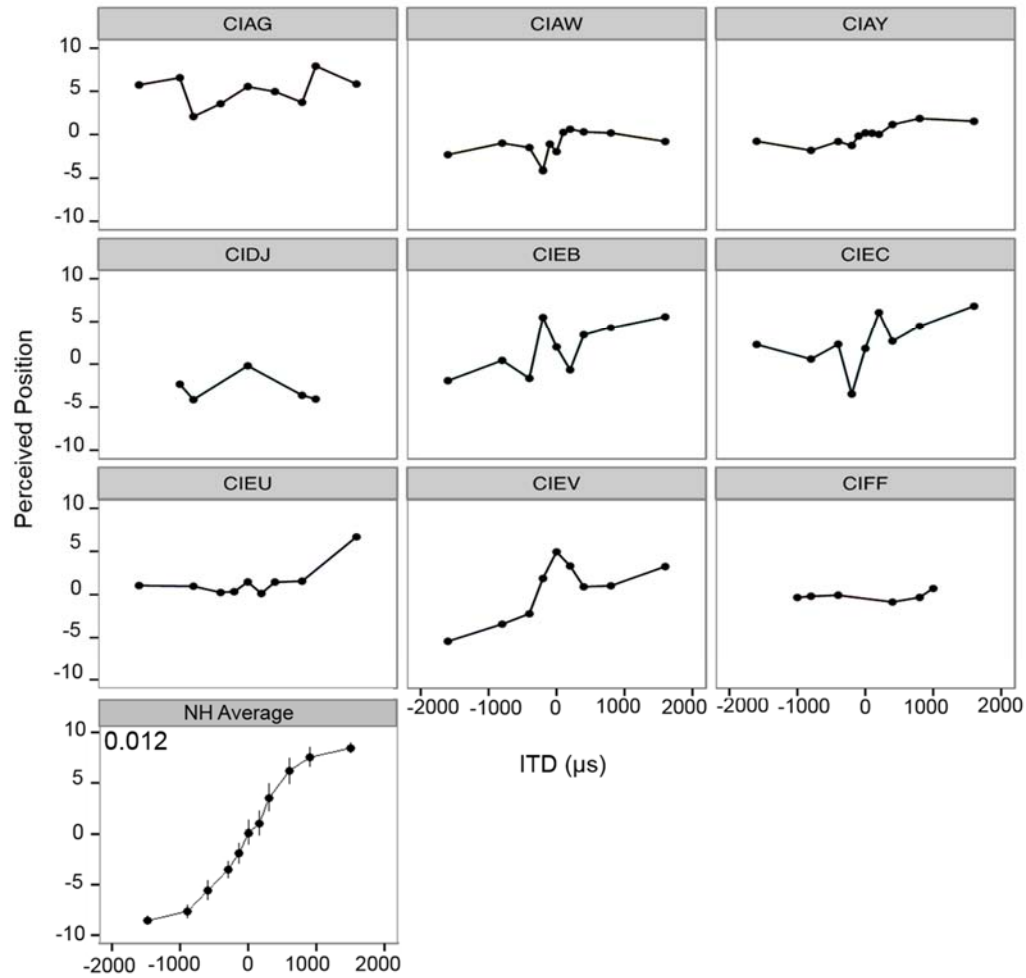 CIAG CIAW CIAY
10
5
0
-5
-10
CIDJ CIEB CIEC
10
5
0
-5
-10
Perceived Position
CIEU CIEV CIFF
10
5
0
-5
-10
-2000 -1000 0 1000 2000 -2000 -1000 0 1000 2000
ITD (µs)
NH Average
0.012
10
5
0
-5
-10
-2000 -1000 0 1000 2000